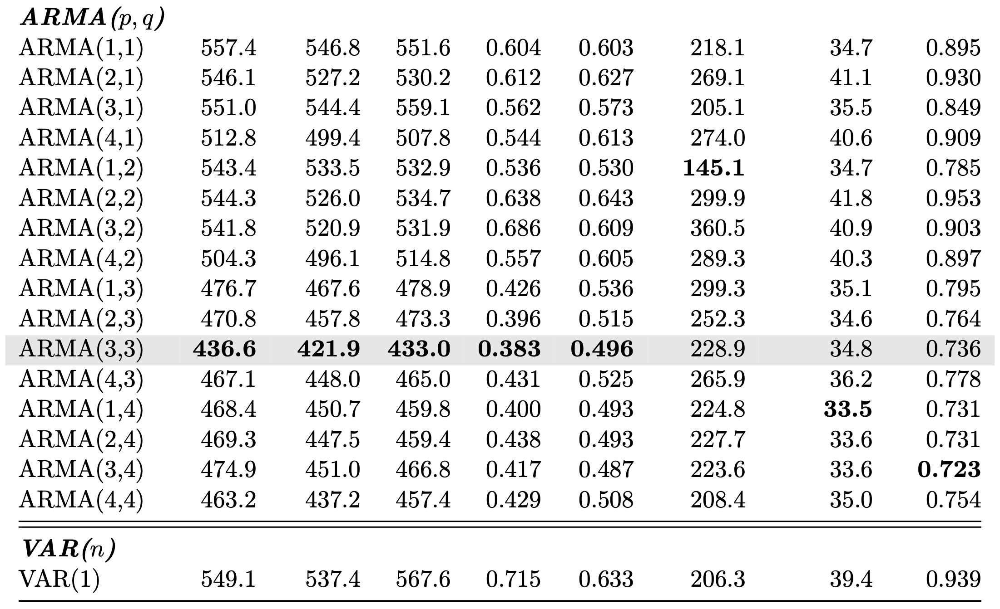 ARMA(p, q)
ARMA(1,1) 557.4 546.8 551.6 0.604 0.603 218.1 34.7 0.895
ARMA(2,1) 546.1 527.2 530.2 0.612 0.627 269.1 41.1 0.930
ARMA(3,1) 551.0 544.4 559.1 0.562 0.573 205.1 35.5 0.849
ARMA(4,1) 512.8 499.4 507.8 0.544 0.613 274.0 40.6 0.909
ARMA(1,2) 543.4 533.5 532.9 0.536 0.530 145.1 34.7 0.785
ARMA(2,2) 544.3 526.0 534.7 0.638 0.643 299.9 41.8 0.953
ARMA(3,2) 541.8 520.9 531.9 0.686 0.609 360.5 40.9 0.903
ARMA(4,2) 504.3 496.1 514.8 0.557 0.605 289.3 40.3 0.897
ARMA(1,3) 476.7 467.6 478.9 0.426 0.536 299.3 35.1 0.795
ARMA(2,3) 470.8 457.8 473.3 0.396 0.515 252.3 34.6 0.764
ARMA(3,3) 436.6 421.9 433.0 0.383 0.496 228.9 34.8 0.736
ARMA(4,3) 467.1 448.0 465.0 0.431 0.525 265.9 36.2 0.778
ARMA(1,4) 468.4 450.7 459.8 0.400 0.493 224.8 33.5 0.731
ARMA(2,4) 469.3 447.5 459.4 0.438 0.493 227.7 33.6 0.731
ARMA(3,4) 474.9 451.0 466.8 0.417 0.487 223.6 33.6 0.723
ARMA(4,4) 463.2 437.2 457.4 0.429 0.508 208.4 35.0 0.754
VAR(n)
VAR(1) 549.1 537.4 567.6 0.715 0.633 206.3 39.4 0.939